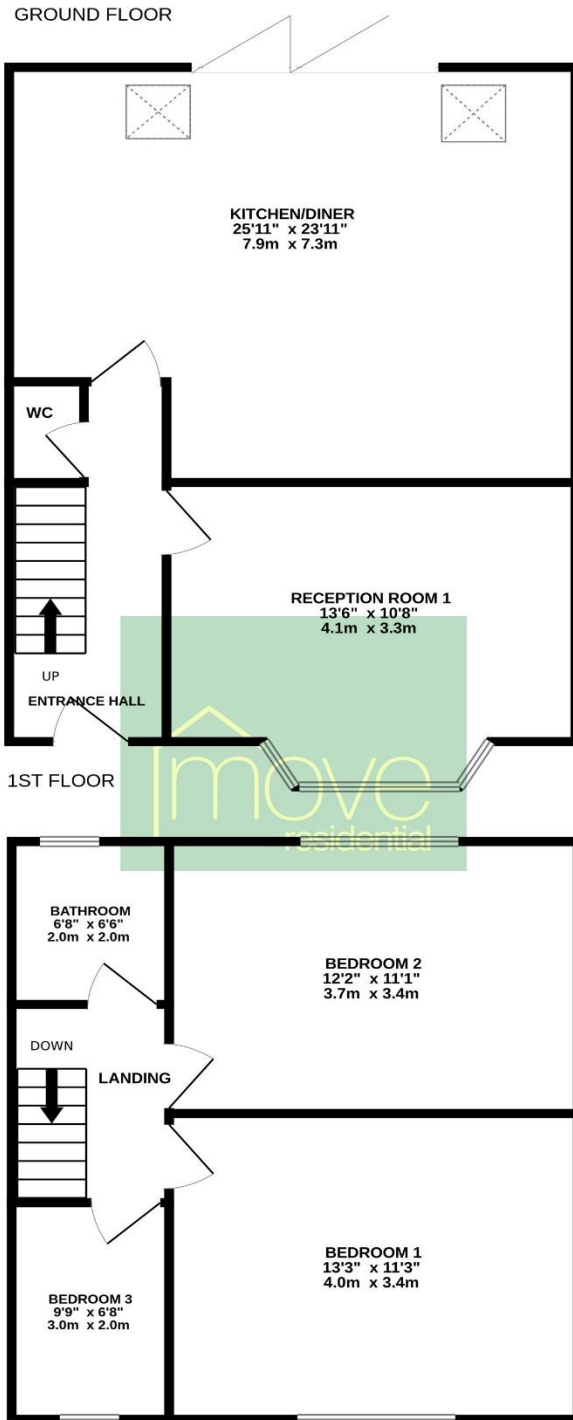 GROUND FLOOR
KITCHEN/DINER
25'11" x 23'11"
7.9m x 7.3m
WC
RECEPTION ROOM 1
13'6" x 10'8"
4.1m x 3.3m
UP
ENTRANCE HALL
move
residential
1ST FLOOR
BATHROOM
6'8" x 6'6"
2.0m x 2.0m
BEDROOM 2
12'2" x 11'1"
3.7m x 3.4m
DOWN
LANDING
BEDROOM 1
13'3" x 11'3"
4.0m x 3.4m
BEDROOM 3
9'9" x 6'8"
3.0m x 2.0m